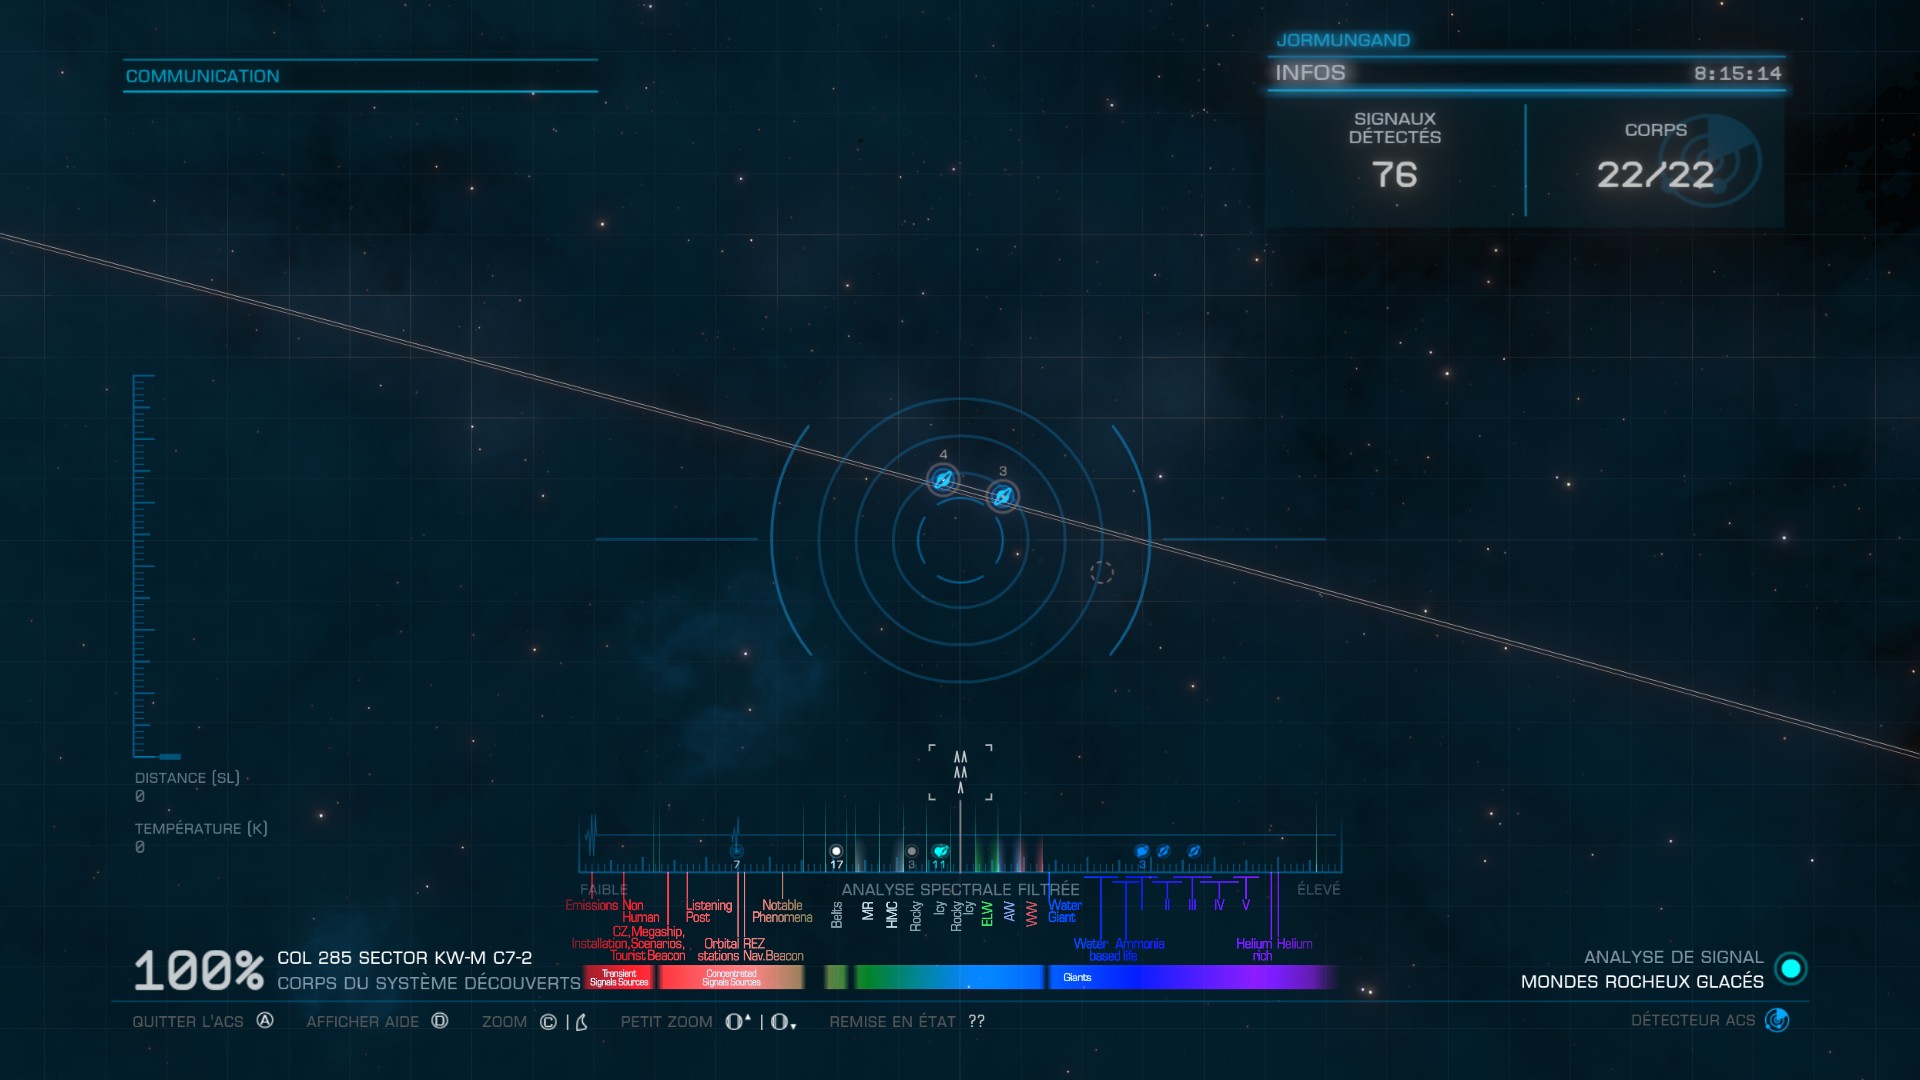 JORMUNGAND
COMMUNICATION
INFOS 8:15:14
SIGNAUX
DÉTECTÉS
76
CORPS
22/22
4
3
DISTANCE (SL)
0
TEMPÉRATURE (K)
0
7
17
3
11
3
FAIBLE
ANALYSE SPECTRALE FILTRÉE
ÉLEVÉ
Emissions
Non
Human
CZ, Megaship,
Installation, Scenarios,
Tourist Beacon
Listening
Post
Orbital
stations
REZ
Nav.Beacon
Notable
Phenomena
Belts
MR
HMC
Rocky
Icy
Rocky
Icy
ELW
AW
WW
Water
Giant
Water
Ammonia
based life
I
II
III
IV
V
Helium
rich
Helium
Transient
Signals Sources
Concentrated
Signals Sources
Giants
100%
COL 285 SECTOR KW-M C7-2
CORPS DU SYSTÈME DÉCOUVERTS
ANALYSE DE SIGNAL
MONDES ROCHEUX GLACÉS
QUITTER L'ACS A AFFICHER AIDE D ZOOM C | PETIT ZOOM | REMISE EN ÉTAT ??
DÉTECTEUR ACS